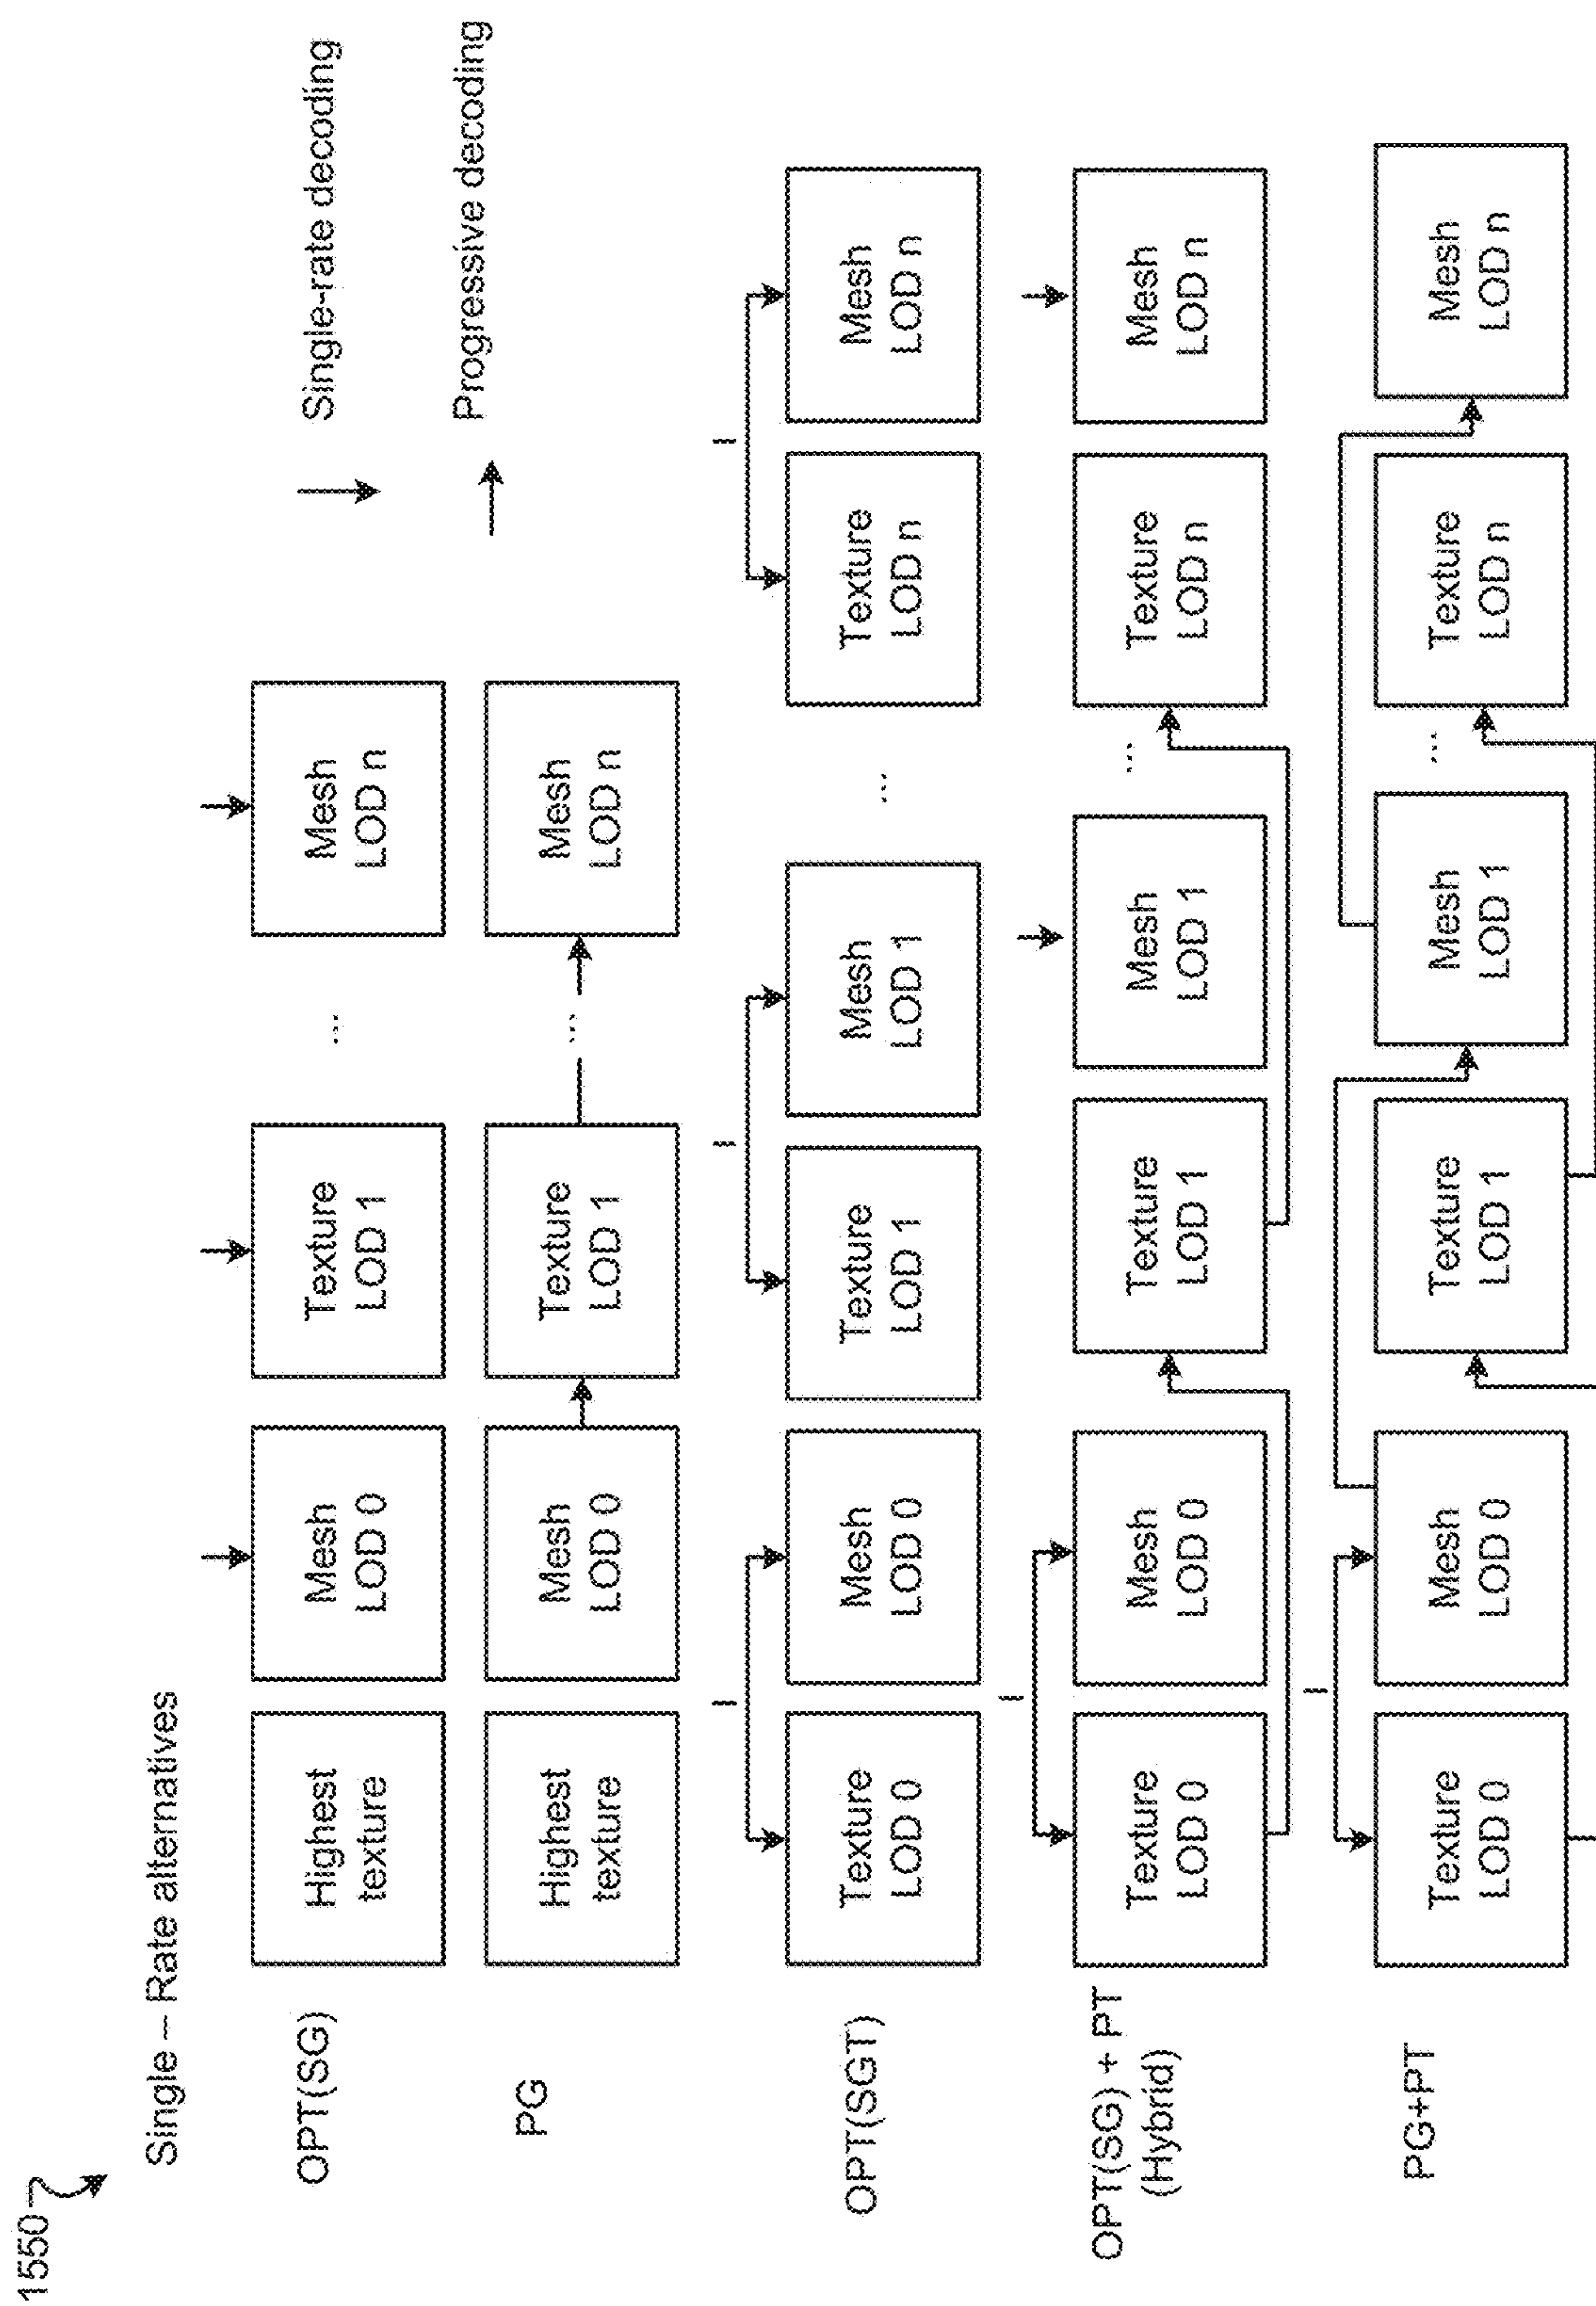 1550
Single – Rate alternatives
Single-rate decoding
Progressive decoding
OPT(SG)
Highest
texture
Mesh
LOD 0
Texture
LOD 1
...
Mesh
LOD n
PG
Highest
texture
Mesh
LOD 0
Texture
LOD 1
...
Mesh
LOD n
OPT(SGT)
Texture
LOD 0
Mesh
LOD 0
Texture
LOD 1
Mesh
LOD 1
...
Texture
LOD n
Mesh
LOD n
OPT(SG) + PT
(Hybrid)
Texture
LOD 0
Mesh
LOD 0
Texture
LOD 1
Mesh
LOD 1
...
Texture
LOD n
Mesh
LOD n
PG+PT
Texture
LOD 0
Mesh
LOD 0
Texture
LOD 1
Mesh
LOD 1
...
Texture
LOD n
Mesh
LOD n